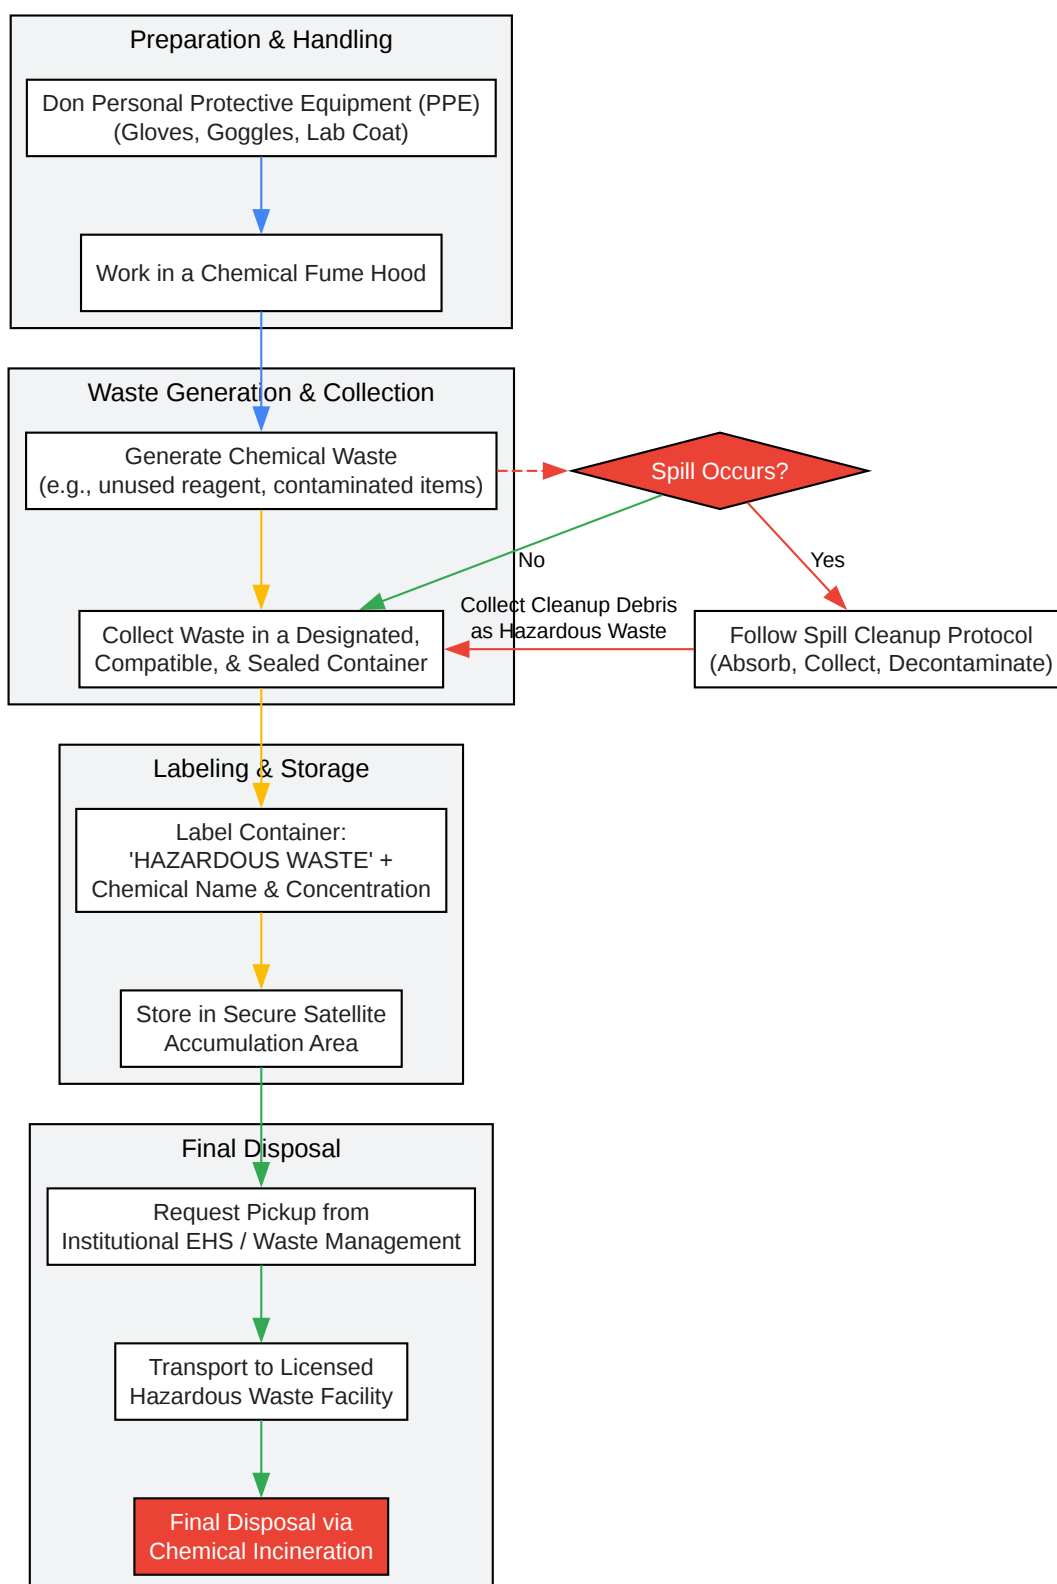 Preparation & Handling
Don Personal Protective Equipment (PPE)
(Gloves, Goggles, Lab Coat)
Work in a Chemical Fume Hood
Waste Generation & Collection
Generate Chemical Waste
(e.g., unused reagent, contaminated items)
Spill Occurs?
No
Yes
Collect Cleanup Debris
as Hazardous Waste
Collect Waste in a Designated,
Compatible, & Sealed Container
Follow Spill Cleanup Protocol
(Absorb, Collect, Decontaminate)
Labeling & Storage
Label Container:
'HAZARDOUS WASTE' +
Chemical Name & Concentration
Store in Secure Satellite
Accumulation Area
Final Disposal
Request Pickup from
Institutional EHS / Waste Management
Transport to Licensed
Hazardous Waste Facility
Final Disposal via
Chemical Incineration